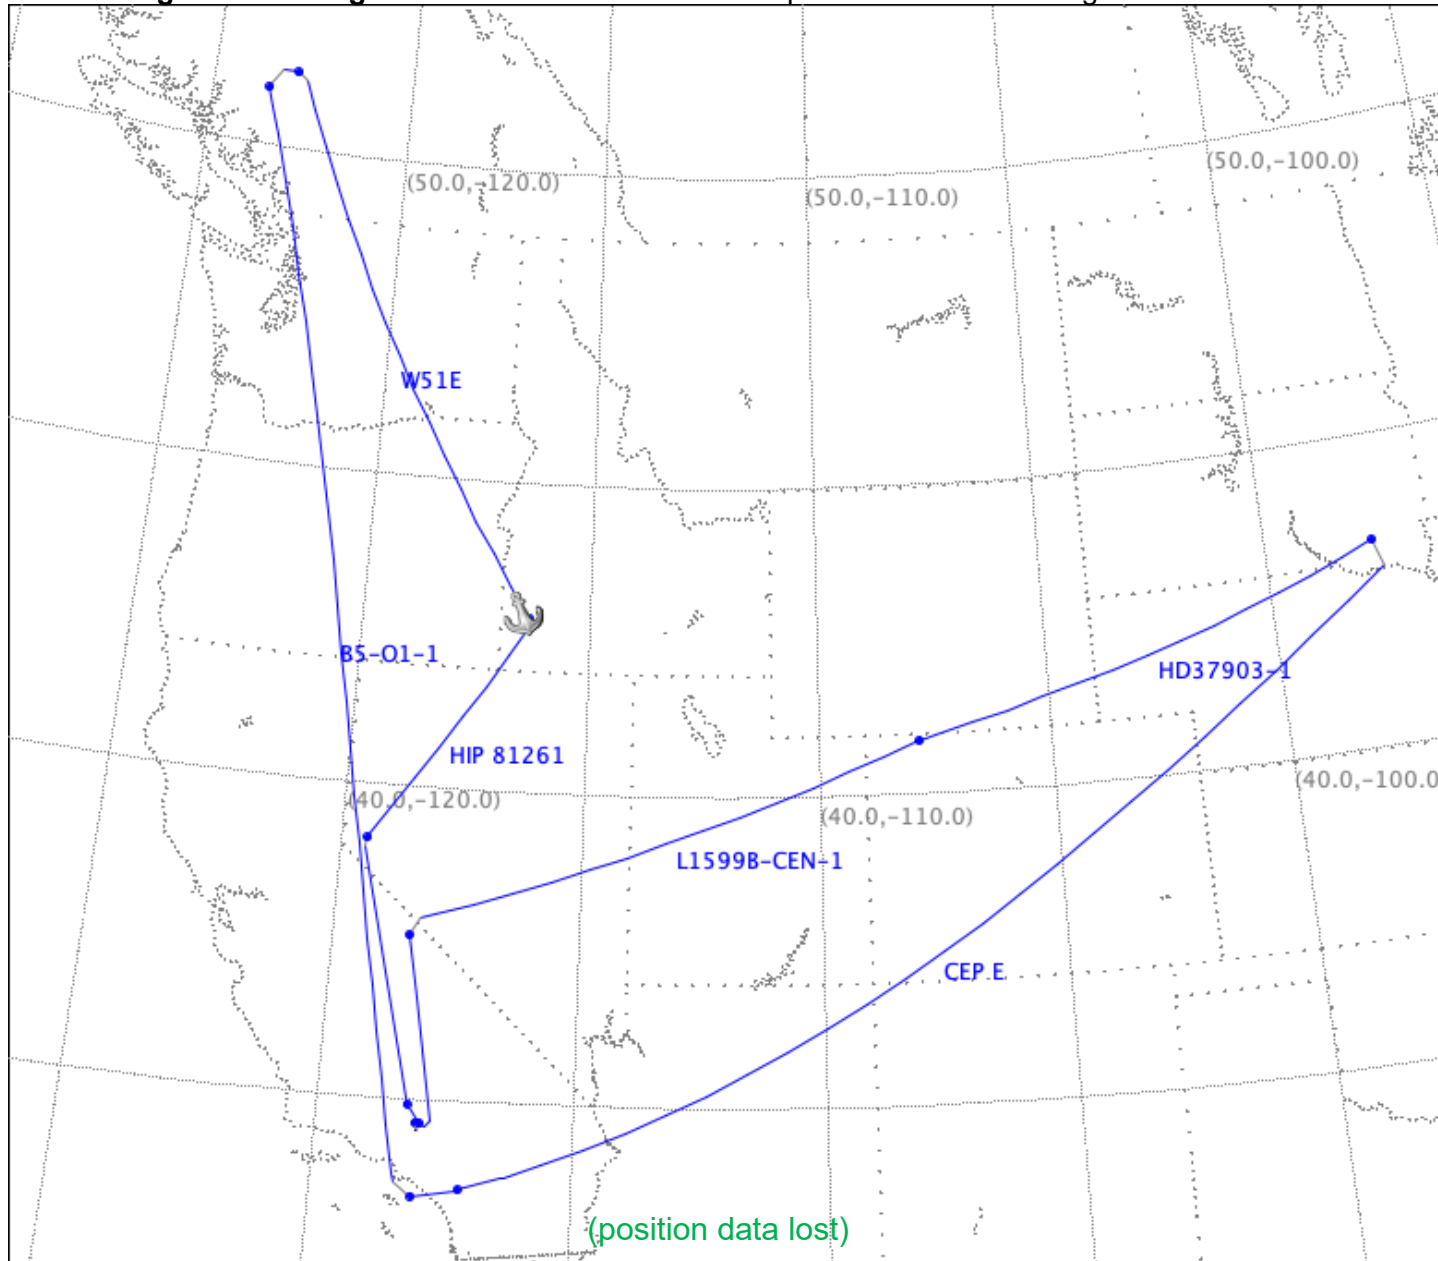 (50.0,-100.0)
(50.0,-120.0)
(50.0,-110.0)
W51E
B5-O1-1
HD37903-1
HIP 81261
(40.0,-100.0
(40.0,-120.0)
(40.0,-110.0)
L1599B-CEN-1
CEP E
(position data lost)